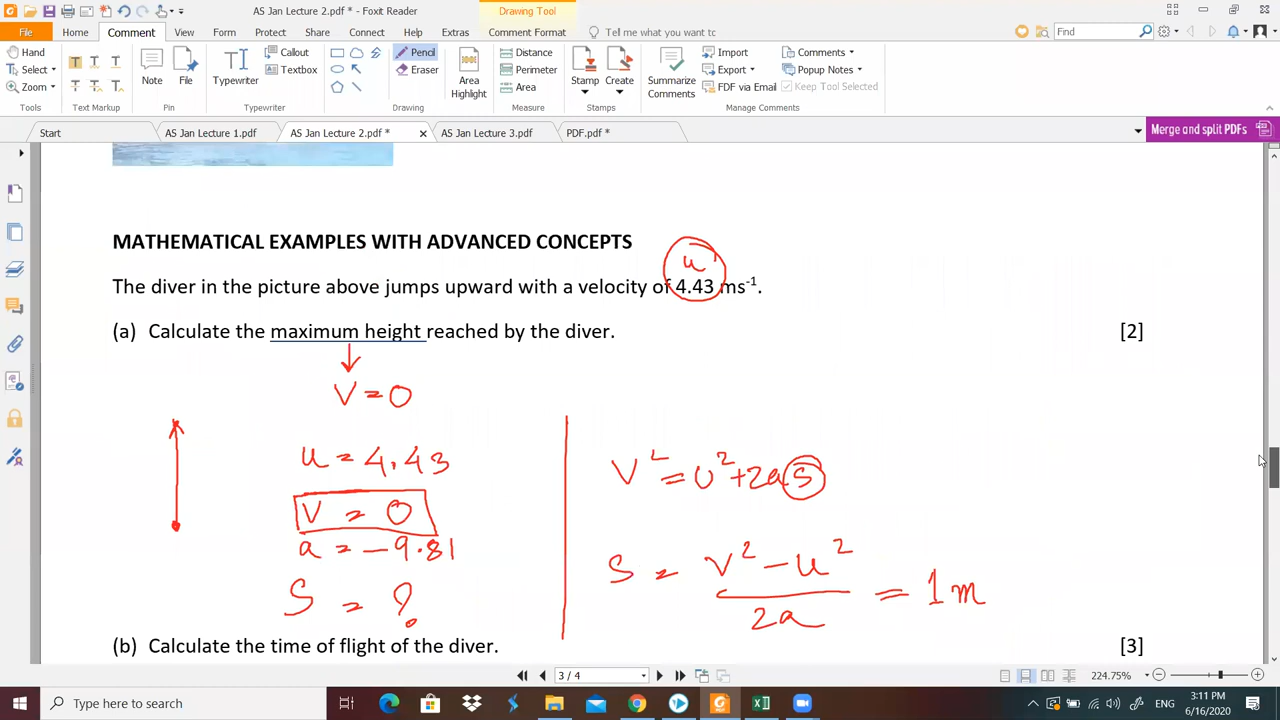 AS Jan Lecture 2.pdf * - Foxit Reader
Drawing Tool
File Home Comment View Form Protect Share Connect Help Extras Comment Format Tell me what you want tc Find
Hand
Select
Zoom
Tools
T T T
T T T
Text Markup
Note File
Pin
Typewriter
Callout
Textbox
Typewriter
Pencil
Eraser
Drawing
Area Highlight
Distance
Perimeter
Area
Measure
Stamp Create
Stamps
Summarize Comments
Import
Export
FDF via Email
Comments
Popup Notes
Keep Tool Selected
Manage Comments
Start AS Jan Lecture 1.pdf AS Jan Lecture 2.pdf * AS Jan Lecture 3.pdf PDF.pdf * Merge and split PDFs
MATHEMATICAL EXAMPLES WITH ADVANCED CONCEPTS
u
The diver in the picture above jumps upward with a velocity of 4.43 ms⁻¹.
(a) Calculate the maximum height reached by the diver. [2]
V = 0
u = 4.43
V = 0
a = -9.81
S = ?
V² = U² + 2aS
S = V² - u² / 2a = 1m
(b) Calculate the time of flight of the diver. [3]
3 / 4 224.75%
Type here to search
ENG
3:11 PM
6/16/2020